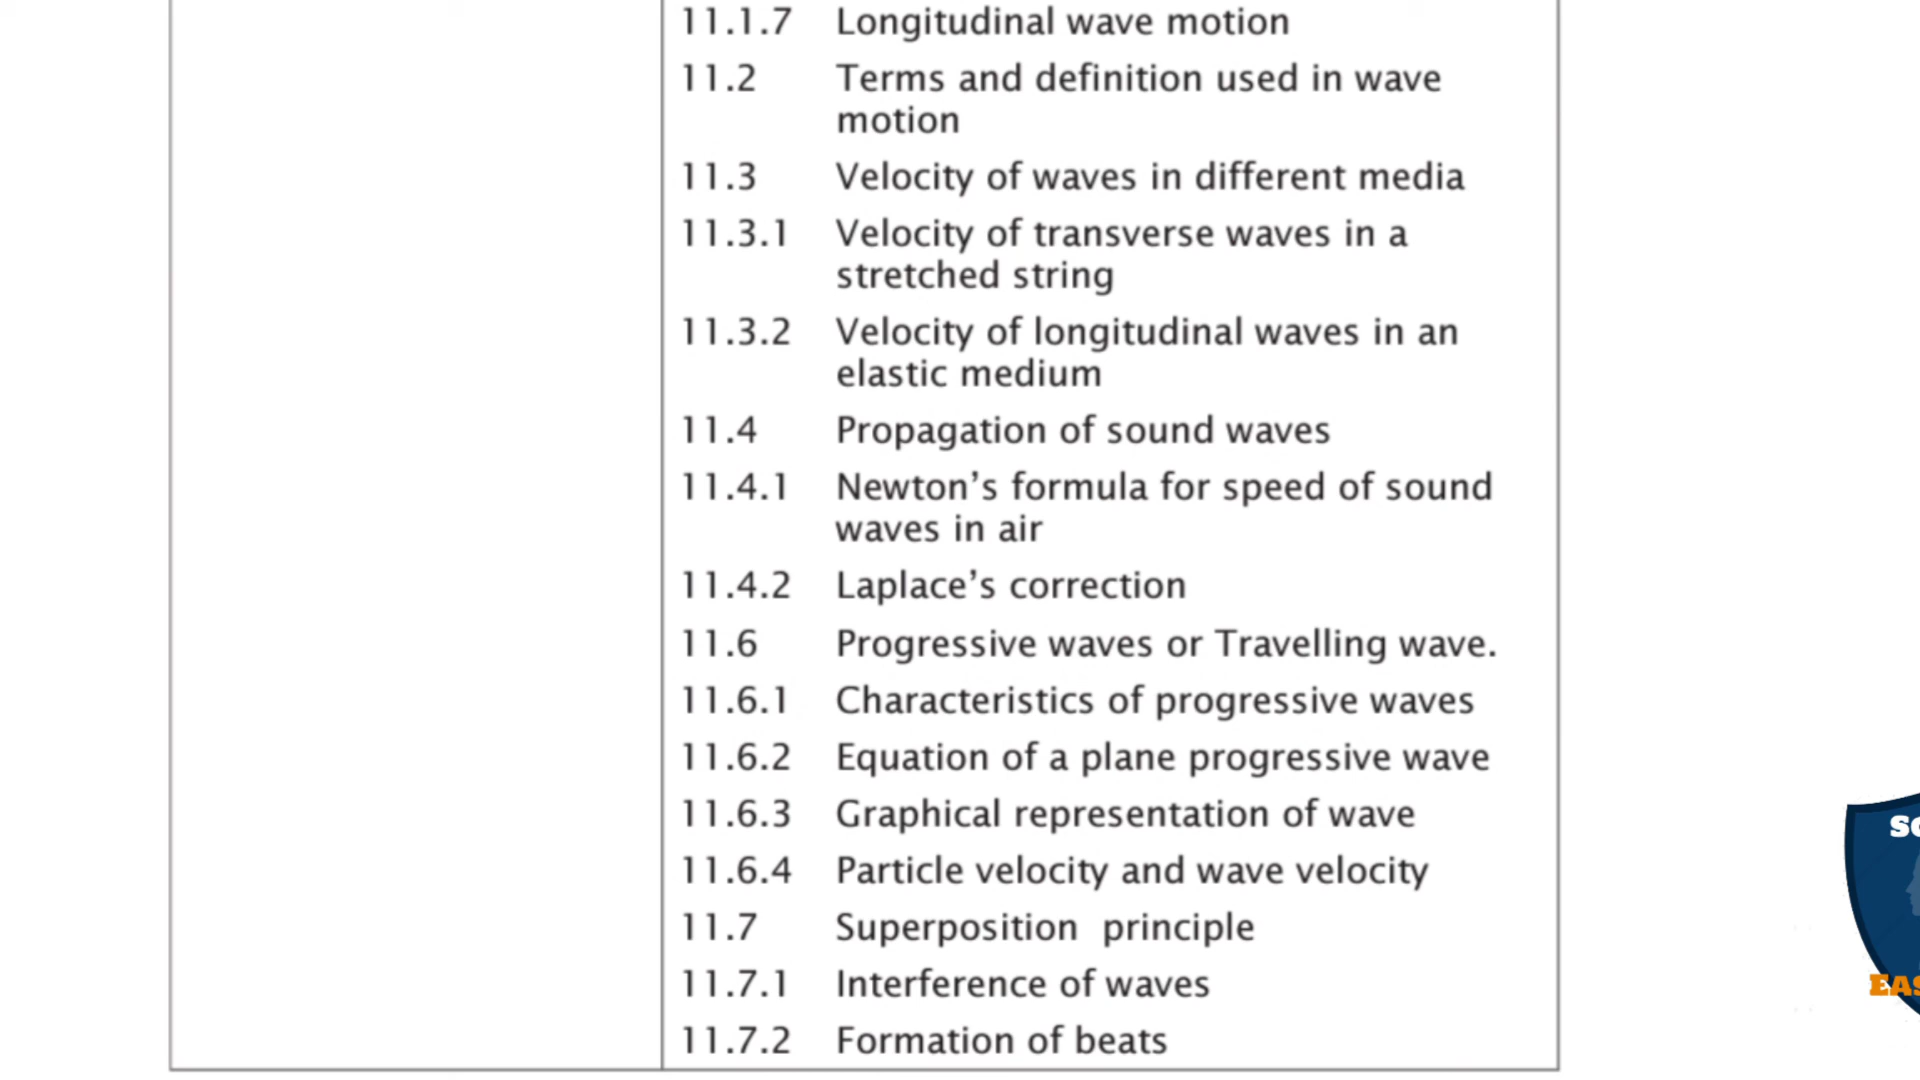 11.1.7 Longitudinal wave motion
11.2 Terms and definition used in wave
motion
11.3 Velocity of waves in different media
11.3.1 Velocity of transverse waves in a
stretched string
11.3.2 Velocity of longitudinal waves in an
elastic medium
11.4 Propagation of sound waves
11.4.1 Newton’s formula for speed of sound
waves in air
11.4.2 Laplace’s correction
11.6 Progressive waves or Travelling wave.
11.6.1 Characteristics of progressive waves
11.6.2 Equation of a plane progressive wave
11.6.3 Graphical representation of wave
11.6.4 Particle velocity and wave velocity
11.7 Superposition principle
11.7.1 Interference of waves
11.7.2 Formation of beats